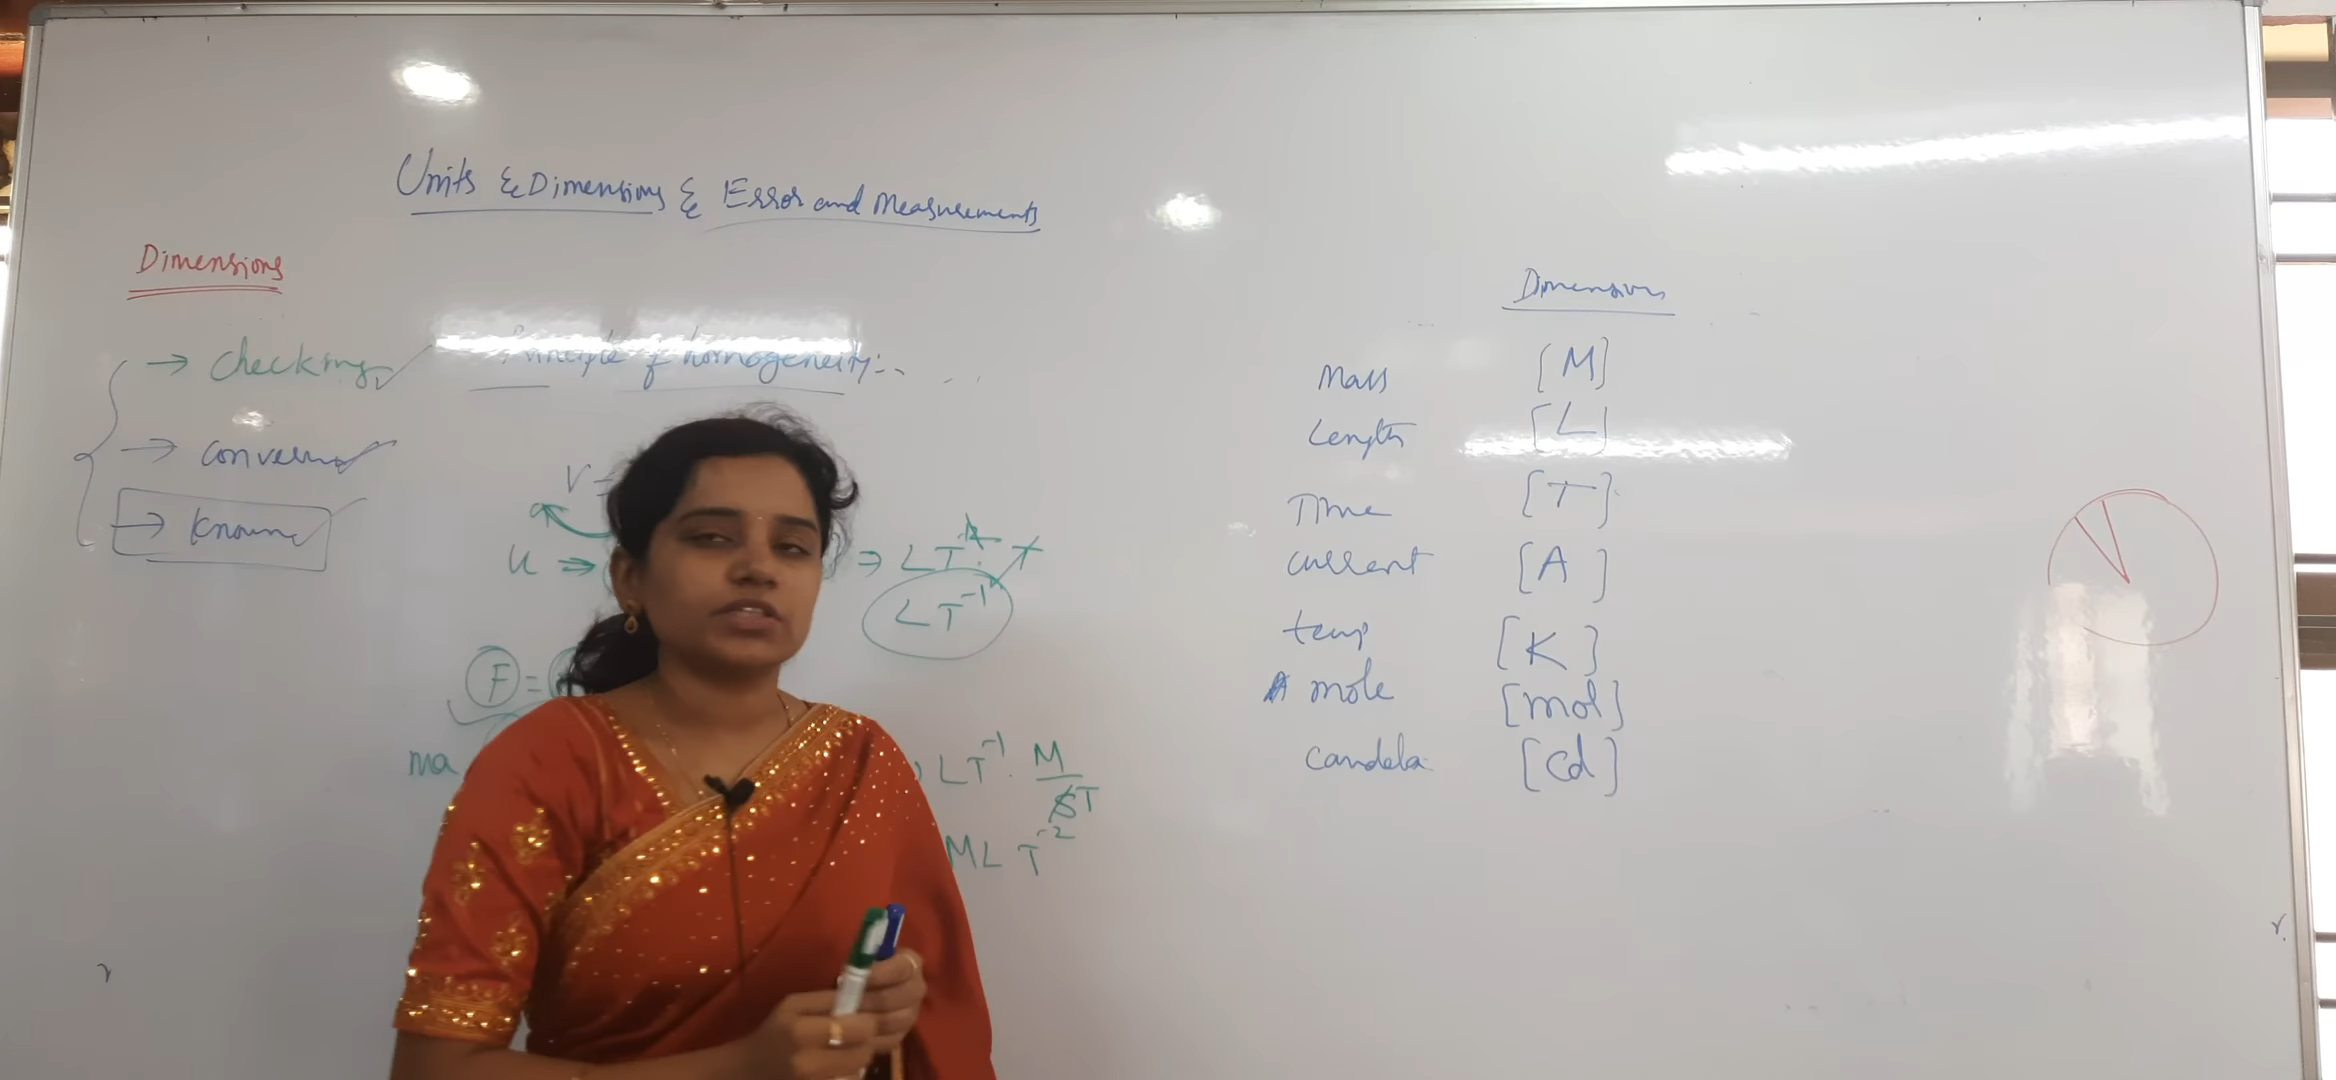 Units & Dimensions & Error and Measurements
Dimensions
→ checking
Principle of homogeneity:-
→
→ known
V=
u ⇒
⇒ LT T
LT⁻¹
F =
ma
LT⁻¹ . M
S T
MLT⁻²
Dimensions
Mass [M]
Length [L]
Time [T]
current [A]
temp [K]
A mole [mol]
Candela [Cd]
r
r.